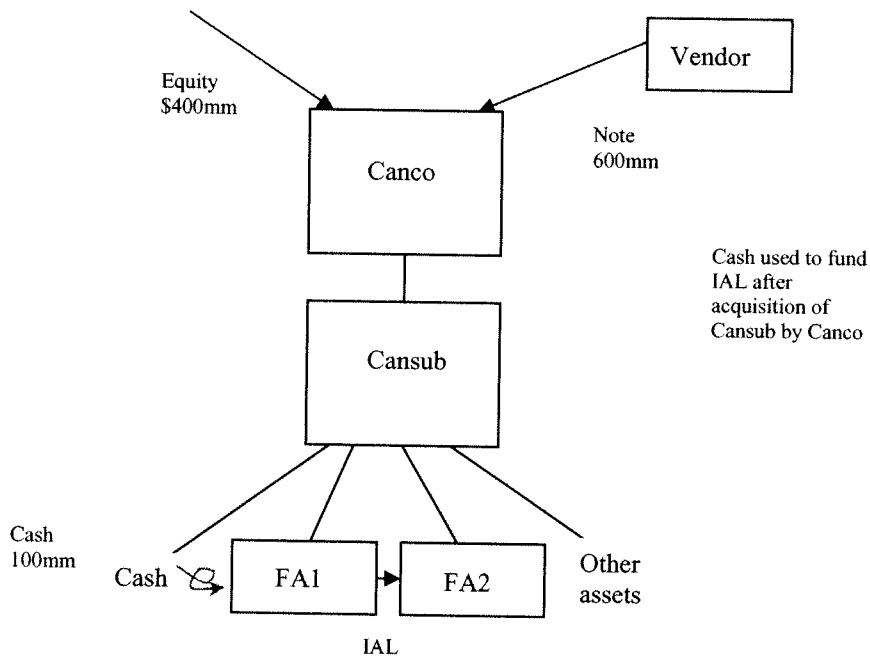 Equity
$400mm
Vendor
Note
600mm
Canco
Cash used to fund
IAL after
acquisition of
Cansub by Canco
Cansub
Cash
100mm
Cash
FA1
FA2
Other
assets
IAL